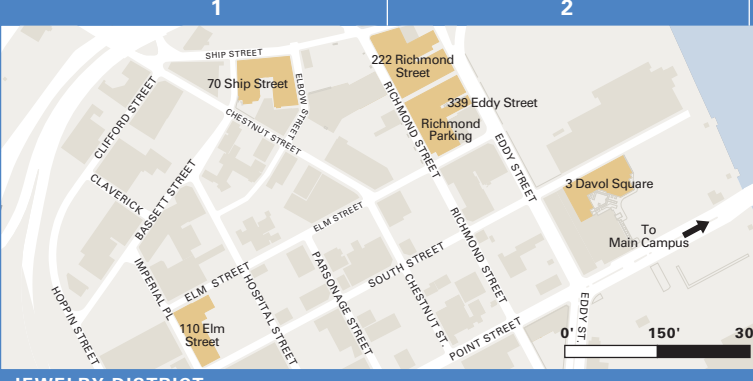 1
2
SHIP STREET
222 Richmond
Street
70 Ship Street
ELBOW STREET
339 Eddy Street
CLIFFORD STREET
CHESTNUT STREET
RICHMOND STREET
Richmond
Parking
EDDY STREET
CLAVERICK
BASSETT STREET
3 Davol Square
ELM STREET
To
Main Campus
RICHMOND STREET
SOUTH STREET
IMPERIAL PL
ELM STREET
HOSPITAL STREET
PARSONAGE STREET
CHESTNUT ST.
HOPPIN STREET
110 Elm
Street
POINT STREET
EDDY ST.
0'
150'
30
JEWELRY DISTRICT